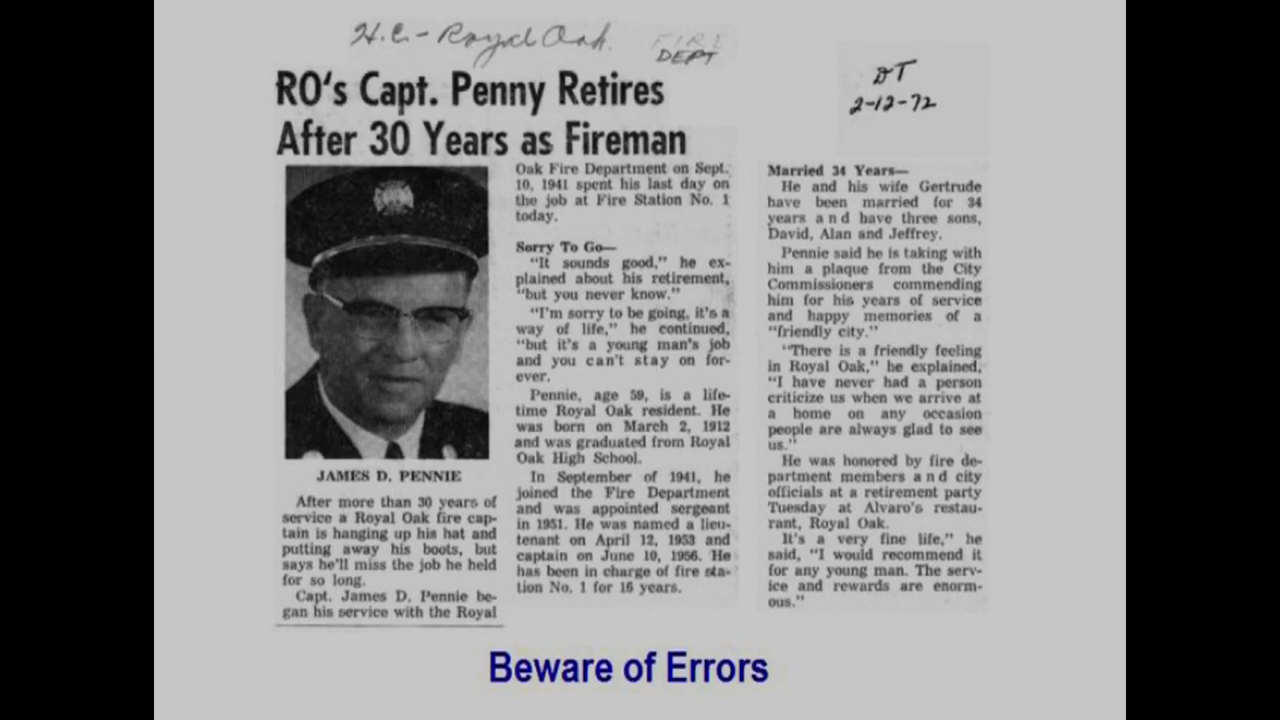 H.C.-Royal Oak.
FIRE
DEPT
DT
2-12-72
RO's Capt. Penny Retires
After 30 Years as Fireman
JAMES D. PENNIE
After more than 30 years of
service a Royal Oak fire cap-
tain is hanging up his hat and
putting away his boots, but
says he'll miss the job he held
for so long.
Capt. James D. Pennie be-
gan his service with the Royal
Oak Fire Department on Sept.
10, 1941 spent his last day on
the job at Fire Station No. 1
today.
Sorry To Go—
"It sounds good," he ex-
plained about his retirement,
"but you never know."
"I'm sorry to be going, it's a
way of life," he continued,
"but it's a young man's job
and you can't stay on for-
ever.
Pennie, age 59, is a life-
time Royal Oak resident. He
was born on March 2, 1912
and was graduated from Royal
Oak High School.
In September of 1941, he
joined the Fire Department
and was appointed sergeant
in 1951. He was named a lieu-
tenant on April 12, 1953 and
captain on June 10, 1956. He
has been in charge of fire sta-
tion No. 1 for 16 years.
Married 34 Years—
He and his wife Gertrude
have been married for 34
years and have three sons,
David, Alan and Jeffrey.
Pennie said he is taking with
him a plaque from the City
Commissioners commending
him for his years of service
and happy memories of a
"friendly city."
"There is a friendly feeling
in Royal Oak," he explained,
"I have never had a person
criticize us when we arrive at
a home on any occasion
people are always glad to see
us."
He was honored by fire de-
partment members and city
officials at a retirement party
Tuesday at Alvaro's restau-
rant, Royal Oak.
It's a very fine life," he
said, "I would recommend it
for any young man. The serv-
ice and rewards are enorm-
ous."
Beware of Errors